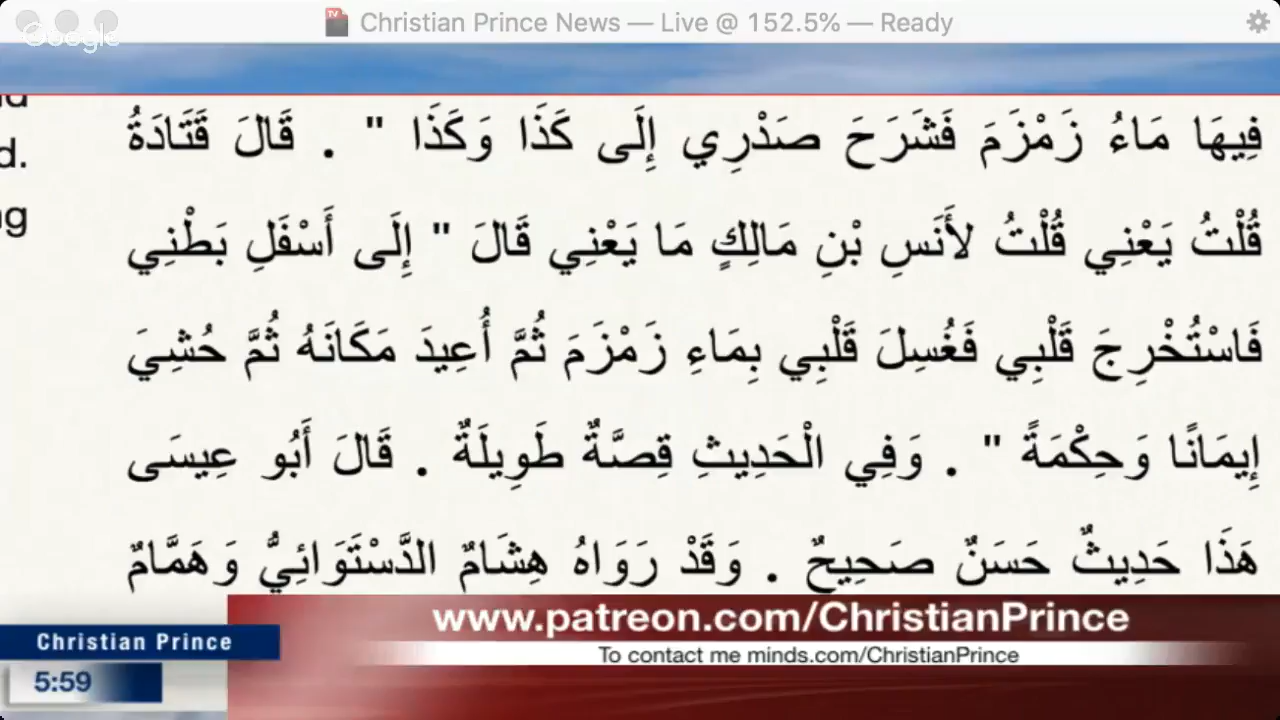 Christian Prince News — Live @ 152.5% — Ready
Google
d.
فِيهَا مَاءُ زَمْزَمَ فَشَرَحَ صَدْرِي إِلَى كَذَا وَكَذَا " . قَالَ قَتَادَةُ
قُلْتُ يَعْنِي قُلْتُ لأَنَسِ بْنِ مَالِكٍ مَا يَعْنِي قَالَ " إِلَى أَسْفَلِ بَطْنِي
فَاسْتُخْرِجَ قَلْبِي فَغُسِلَ قَلْبِي بِمَاءِ زَمْزَمَ ثُمَّ أُعِيدَ مَكَانَهُ ثُمَّ حُشِيَ
إِيمَانًا وَحِكْمَةً " . وَفِي الْحَدِيثِ قِصَّةٌ طَوِيلَةٌ . قَالَ أَبُو عِيسَى
هَذَا حَدِيثٌ حَسَنٌ صَحِيحٌ . وَقَدْ رَوَاهُ هِشَامٌ الدَّسْتَوَائِيُّ وَهَمَّامٌ
www.patreon.com/ChristianPrince
Christian Prince
To contact me minds.com/ChristianPrince
5:59